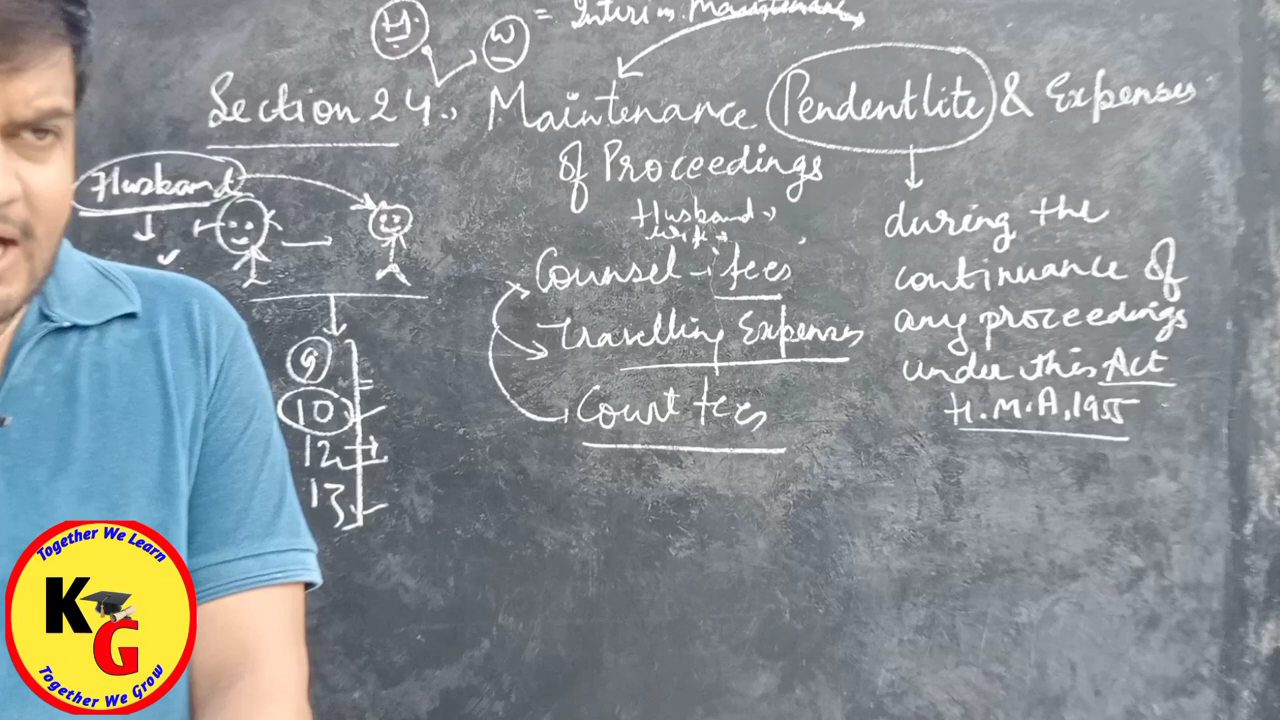 H W = Interim Maintenance
Section 24., Maintenance Pendentlite & Expenses
of Proceedings
Husband
9
10
12
13
Husband
wife
Counsel fees
Travelling Expenses
Court fees
during the
continuance of
any proceedings
under this Act
H.M.A, 1955
Together We Learn
KG
Together We Grow